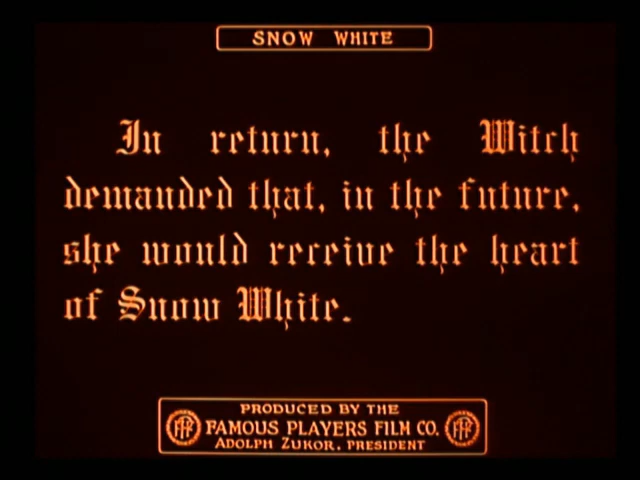 SNOW WHITE
In return, the Witch
demanded that, in the future,
she would receive the heart
of Snow White.
PRODUCED BY THE
FAMOUS PLAYERS FILM CO.
ADOLPH ZUKOR, PRESIDENT